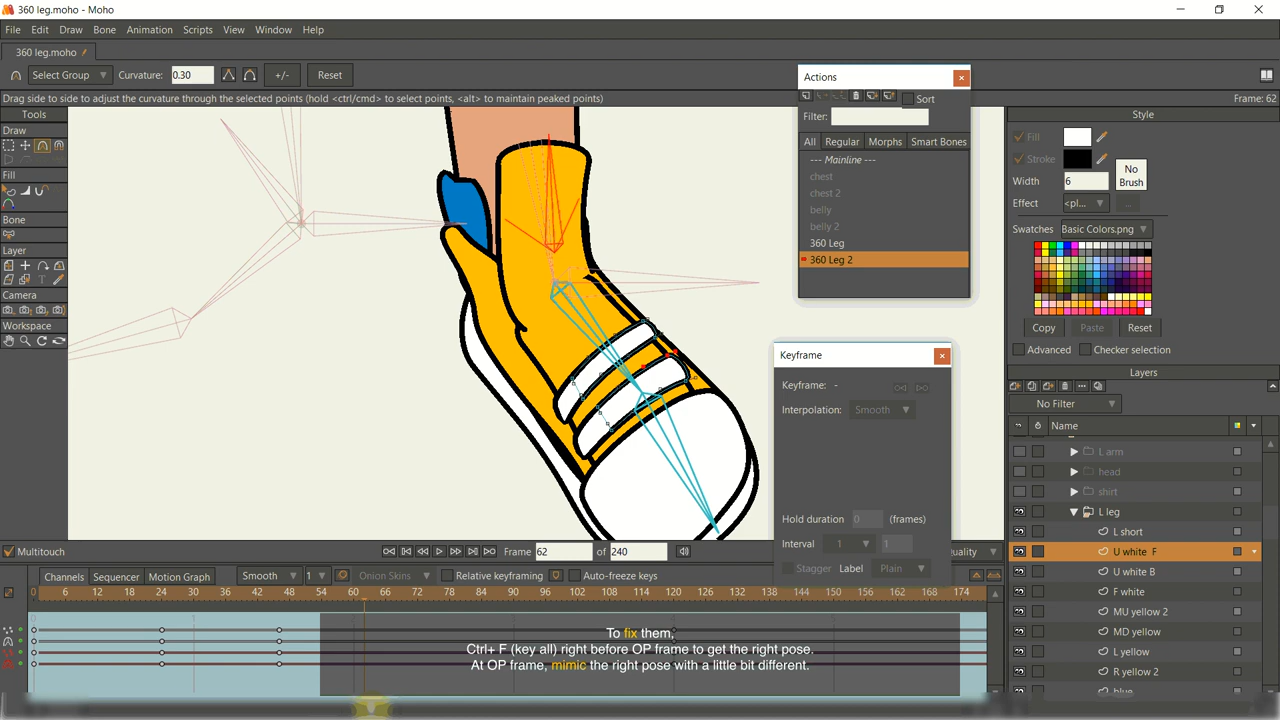 360 leg.moho - Moho
File Edit Draw Bone Animation Scripts View Window Help
360 leg.moho
Select Group Curvature: 0.30 +/- Reset
Drag side to side to adjust the curvature through the selected points (hold <ctrl/cmd> to select points, <alt> to maintain peaked points) Frame: 62
Tools
Draw
Fill
Bone
Layer
Camera
Workspace
Actions
Sort
Filter:
All Regular Morphs Smart Bones
--- Mainline ---
chest
chest 2
belly
belly 2
360 Leg
360 Leg 2
Keyframe
Keyframe: -
Interpolation: Smooth
Hold duration 0 (frames)
Interval 1 1
Stagger Label Plain
Style
Fill
Stroke
No
Brush
Width 6
Effect <pl... ...
Swatches Basic Colors.png
Copy Paste Reset
Advanced Checker selection
Layers
No Filter
Name
L arm
head
shirt
L leg
L short
U white F
U white B
F white
MU yellow 2
MD yellow
L yellow
R yellow 2
blue
Multitouch Frame 62 of 240 uality
Channels Sequencer Motion Graph Smooth 1 Onion Skins Relative keyframing Auto-freeze keys
0 6 12 18 24 30 36 42 48 54 60 66 72 78 84 90 96 102 108 114 120 126 132 138 144 150 156 162 168 174
To fix them,
Ctrl+ F (key all) right before OP frame to get the right pose.
At OP frame, mimic the right pose with a little bit different.